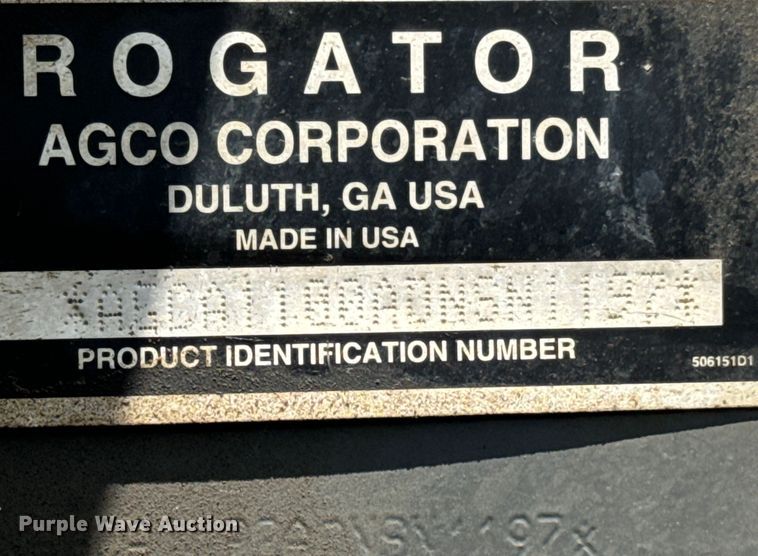 ROGATOR
AGCO CORPORATION
DULUTH, GA USA
MADE IN USA
PRODUCT IDENTIFICATION NUMBER
506151D1
Purple Wave Auction